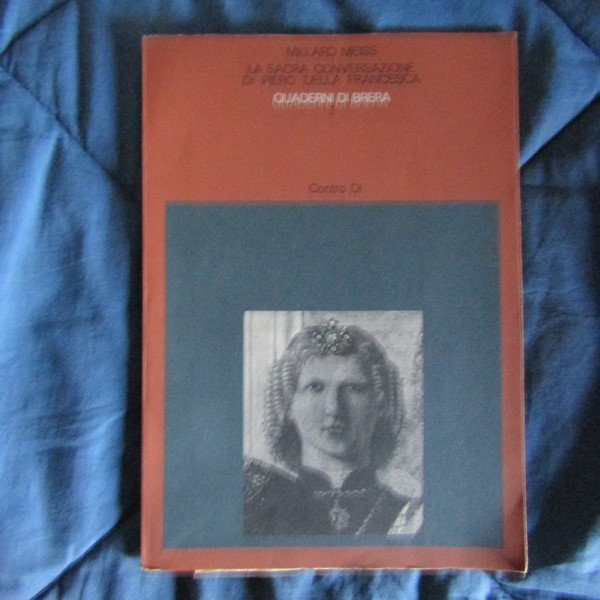 MILLARD MEISS
LA SACRA CONVERSAZIONE
DI PIERO DELLA FRANCESCA
QUADERNI DI BRERA
Centro Di